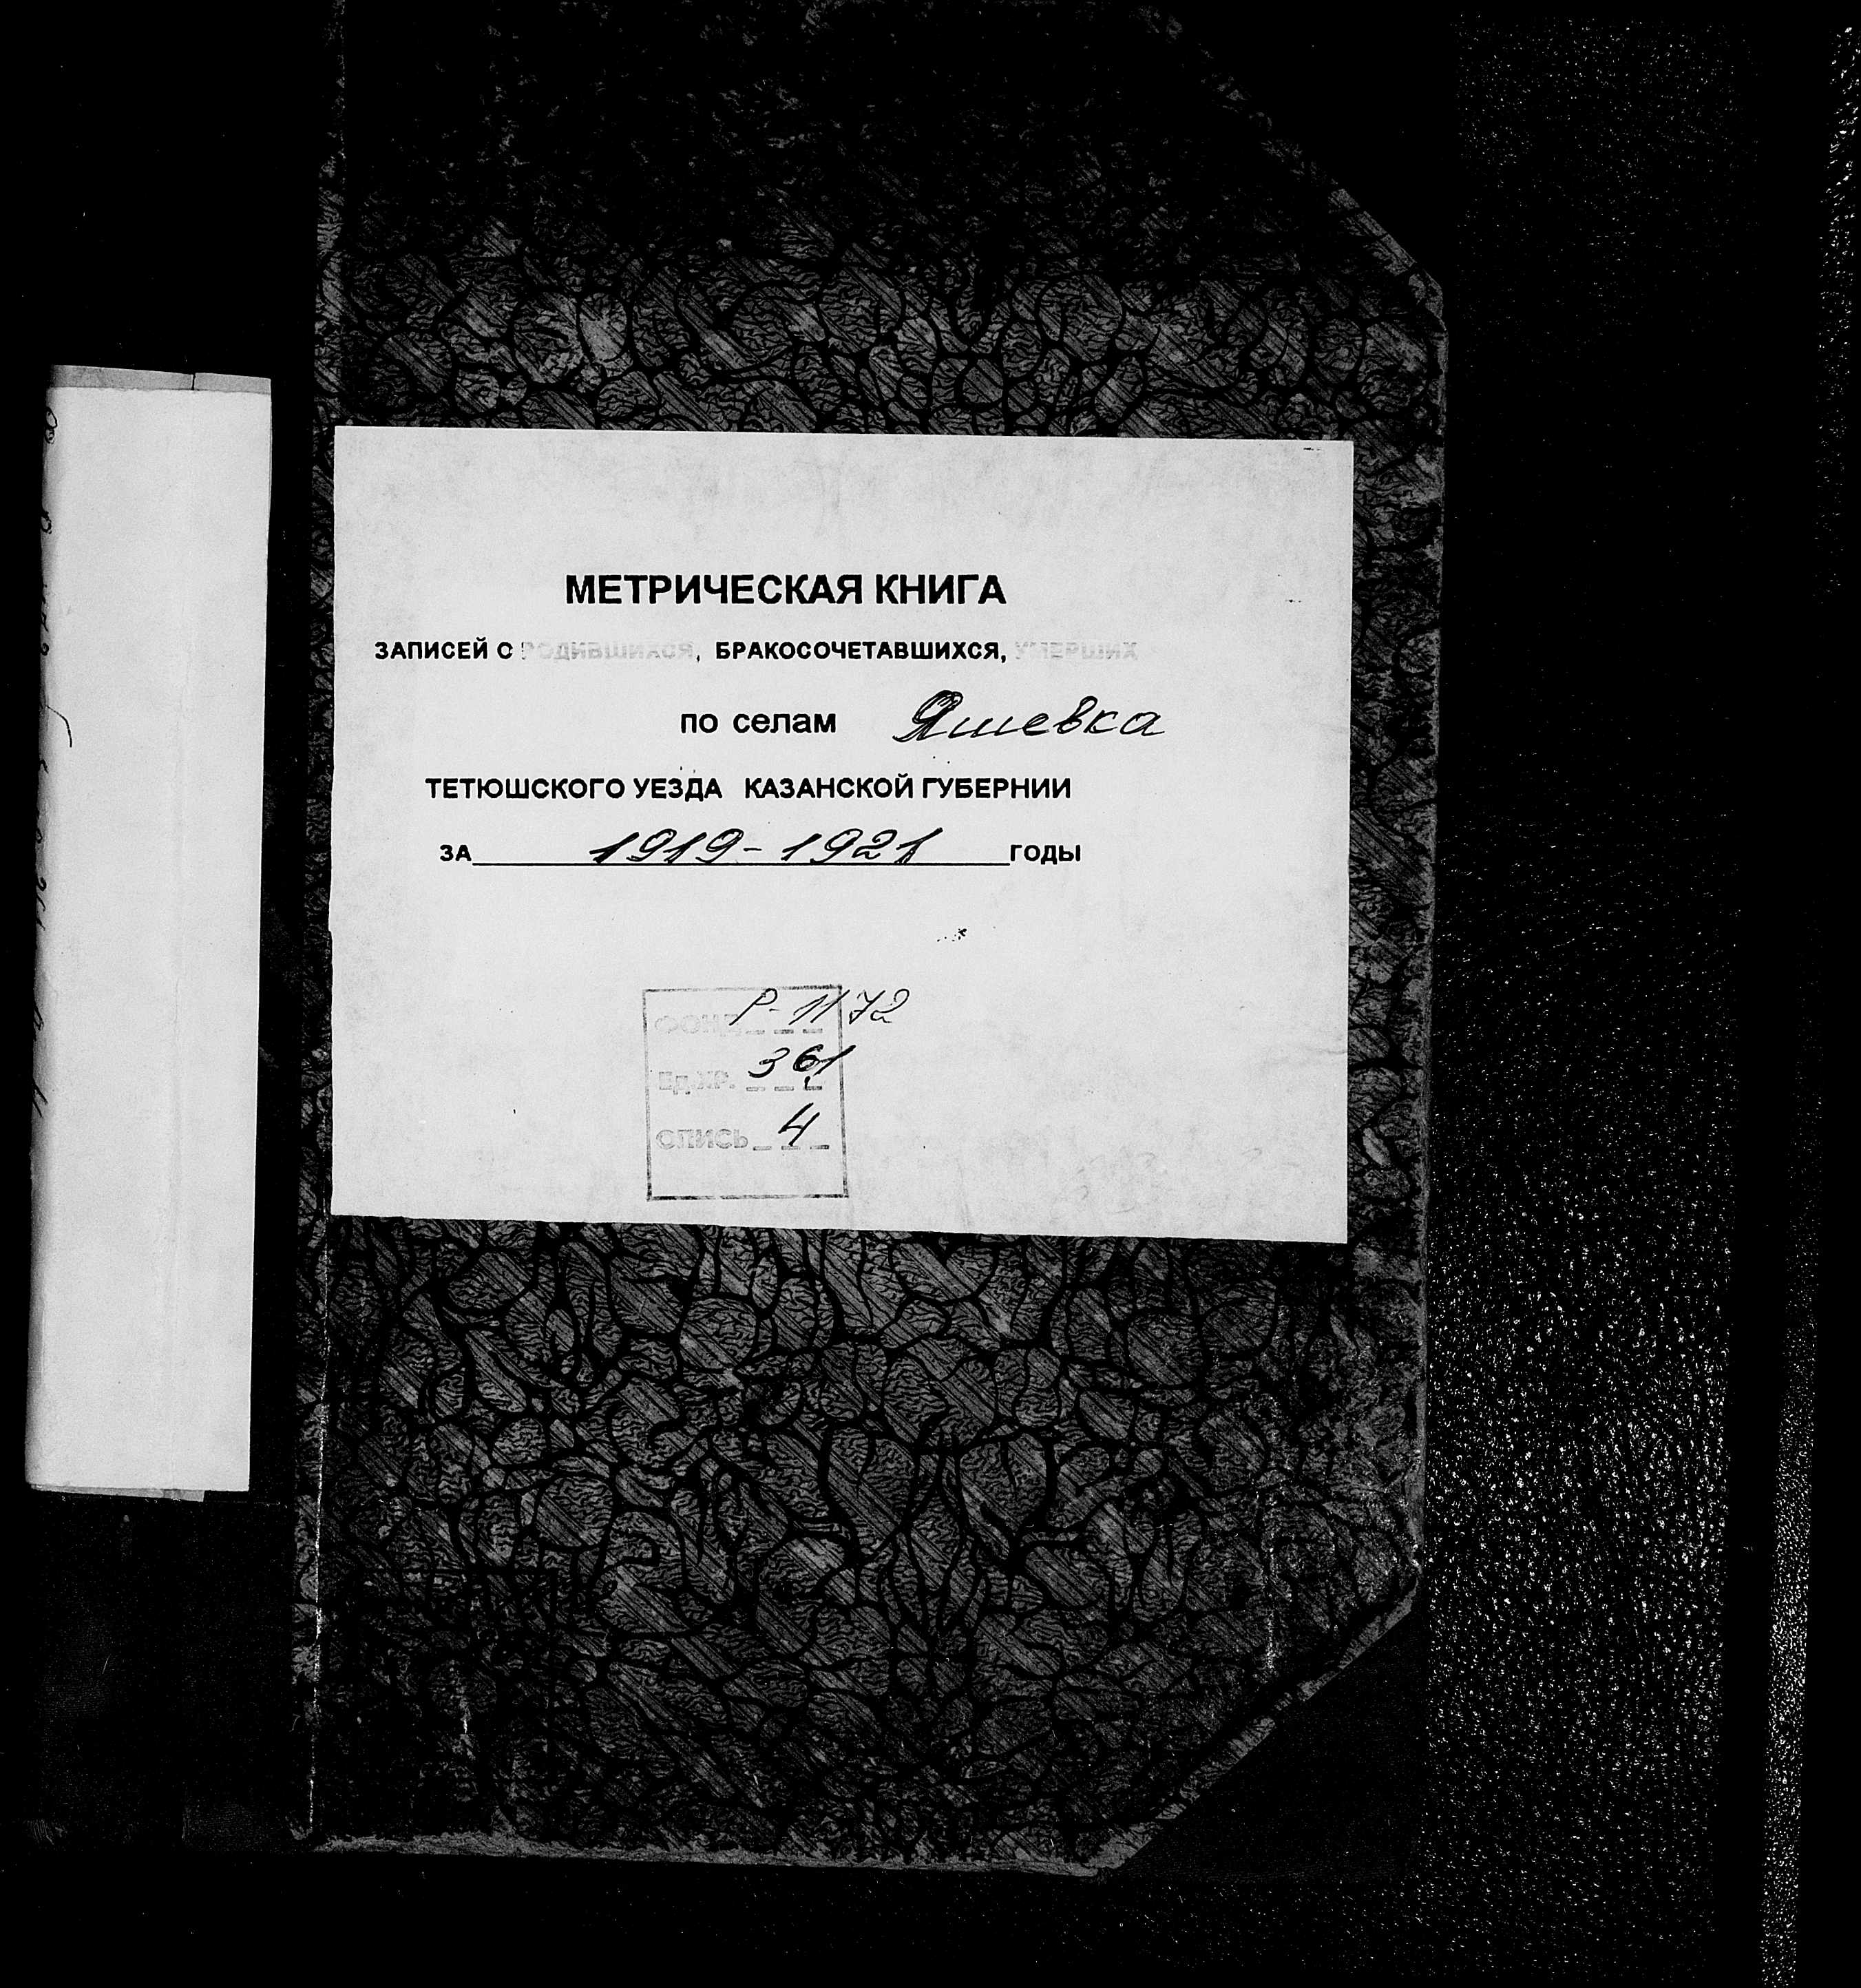 МЕТРИЧЕСКАЯ КНИГА
ЗАПИСЕЙ О РОДИВШИХСЯ, БРАКОСОЧЕТАВШИХСЯ, УМЕРШИХ
по селам Яшевка
ТЕТЮШСКОГО УЕЗДА КАЗАНСКОЙ ГУБЕРНИИ
ЗА 1919-1921 ГОДЫ
ФОНД Р-1172
Ед.ХР. 361
ОПИСЬ 4